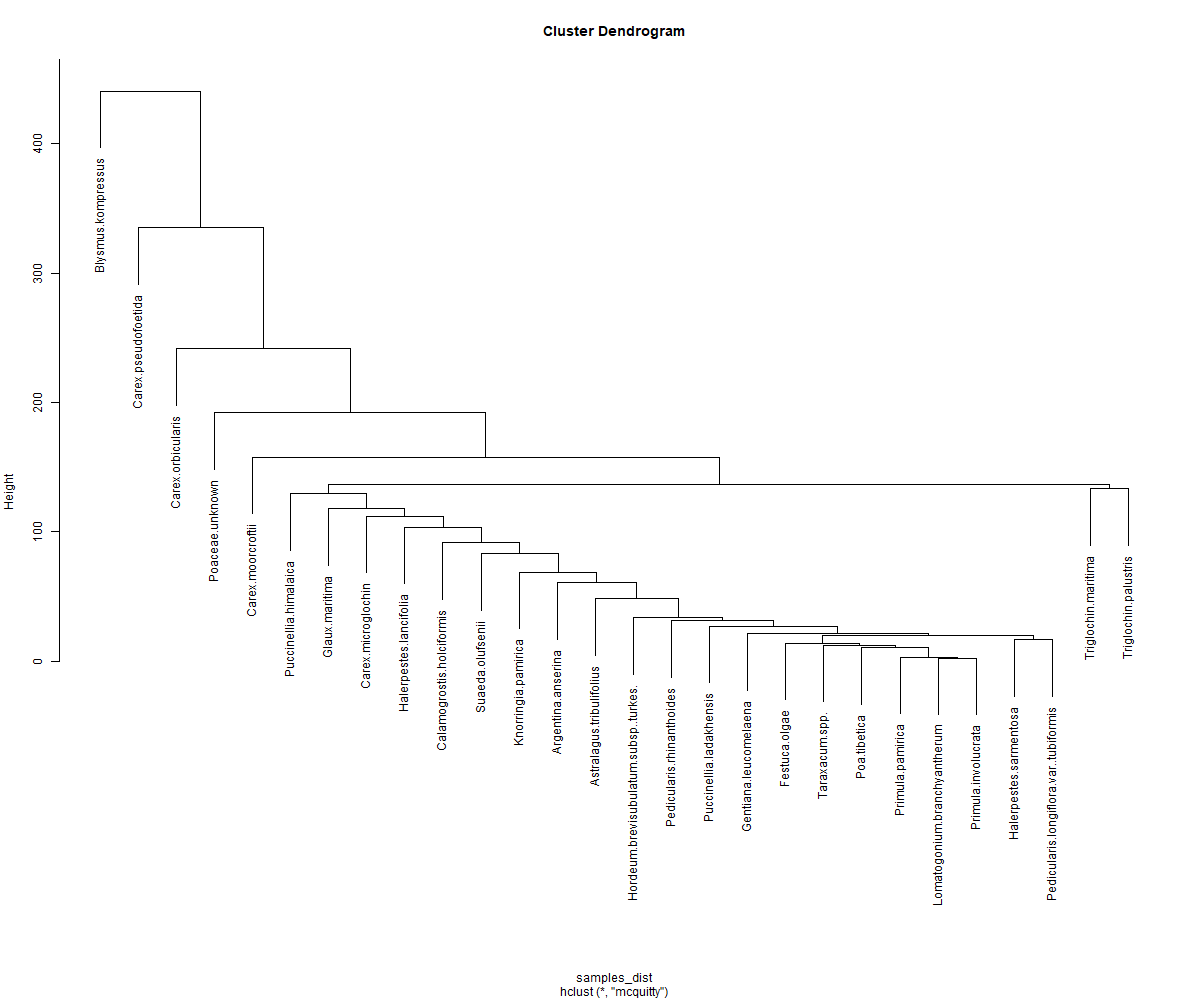 Cluster Dendrogram
Height
0
100
200
300
400
Blysmus.kompressus
Carex.pseudofoetida
Carex.orbicularis
Poaceae.unknown
Carex.moorcroftii
Puccinellia.himalaica
Glaux.maritima
Carex.microglochin
Halerpestes.lancifolia
Calamogrostis.holciformis
Suaeda.olufsenii
Knorringia.pamirica
Argentina.anserina
Astralagus.tribulifolius
Hordeum.brevisubulatum.subsp..turkes.
Pedicularis.rhinanthoides
Puccinellia.ladakhensis
Gentiana.leucomelaena
Festuca.olgae
Taraxacum.spp.
Poa.tibetica
Primula.pamirica
Lomatogonium.branchyantherum
Primula.involucrata
Halerpestes.sarmentosa
Pedicularis.longiflora.var..tubiformis
Triglochin.maritima
Triglochin.palustris
samples_dist
hclust (*, "mcquitty")